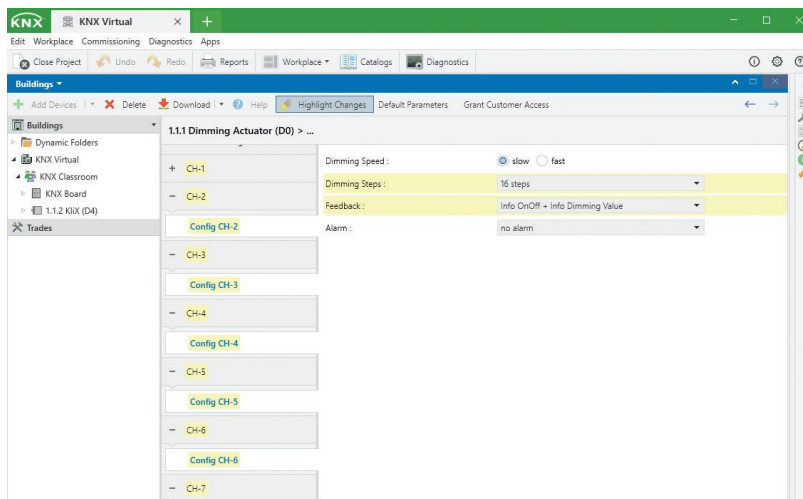 KNX KNX Virtual
Edit Workplace Commissioning Diagnostics Apps
Close Project Undo Redo Reports Workplace Catalogs Diagnostics
Buildings
Add Devices Delete Download Help Highlight Changes Default Parameters Grant Customer Access
Buildings
Dynamic Folders
KNX Virtual
KNX Classroom
KNX Board
1.1.2 KliX (D4)
Trades
1.1.1 Dimming Actuator (D0) > ...
CH-1
CH-2
Config CH-2
CH-3
Config CH-3
CH-4
Config CH-4
CH-5
Config CH-5
CH-6
Config CH-6
CH-7
Dimming Speed : slow fast
Dimming Steps : 16 steps
Feedback : Info OnOff + Info Dimming Value
Alarm : no alarm